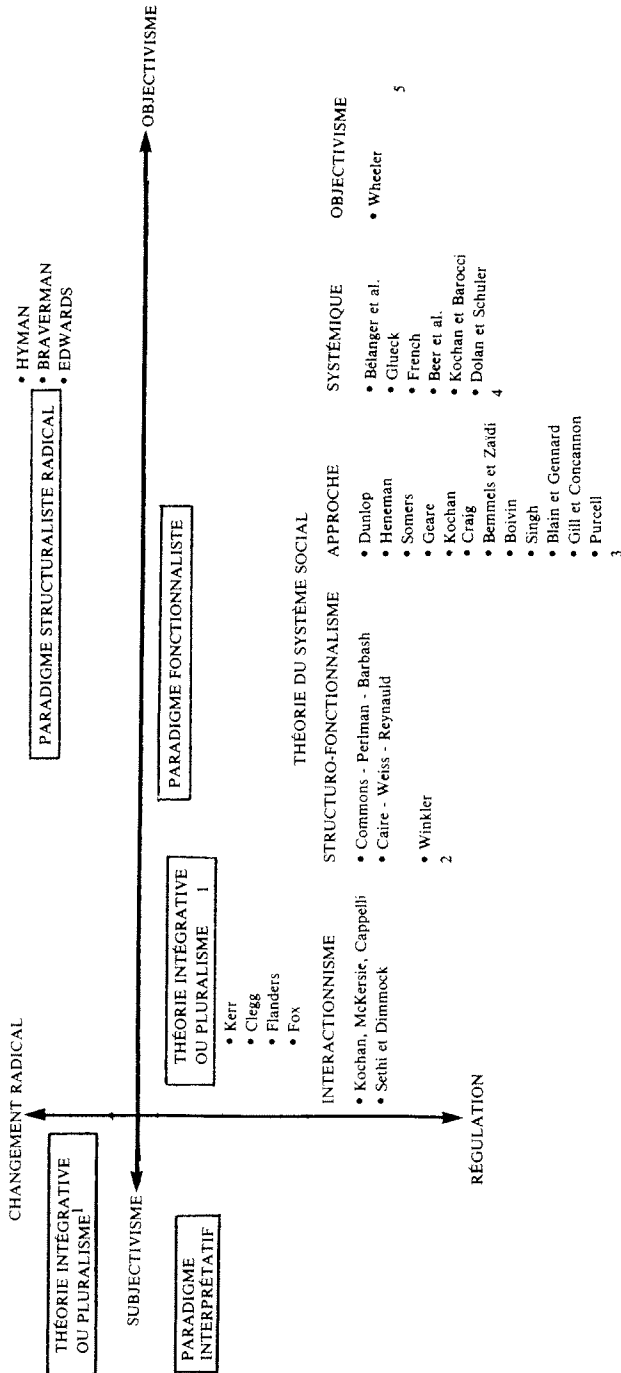 CHANGEMENT RADICAL
THÉORIE INTÉGRATIVE
OU PLURALISME1
PARADIGME STRUCTURALISTE RADICAL
• HYMAN
• BRAVERMAN
• EDWARDS
SUBJECTIVISME
OBJECTIVISME
PARADIGME
INTERPRÉTATIF
THÉORIE INTÉGRATIVE
OU PLURALISME 1
• Kerr
• Clegg
• Flanders
• Fox
PARADIGME FONCTIONNALISTE
THÉORIE DU SYSTÈME SOCIAL
INTERACTIONNISME
• Kochan, McKersie, Cappelli
• Sethi et Dimmock
STRUCTURO-FONCTIONNALISME
• Commons - Perlman - Barbash
• Caire - Weiss - Reynauld
• Winkler
2
APPROCHE
• Dunlop
• Heneman
• Somers
• Geare
• Kochan
• Craig
• Bemmels et Zaïdi
• Boivin
• Singh
• Blain et Gennard
• Gill et Concannon
• Purcell
3
SYSTÉMIQUE
• Bélanger et al.
• Glueck
• French
• Beer et al.
• Kochan et Barocci
• Dolan et Schuler
4
OBJECTIVISME
• Wheeler
5
RÉGULATION